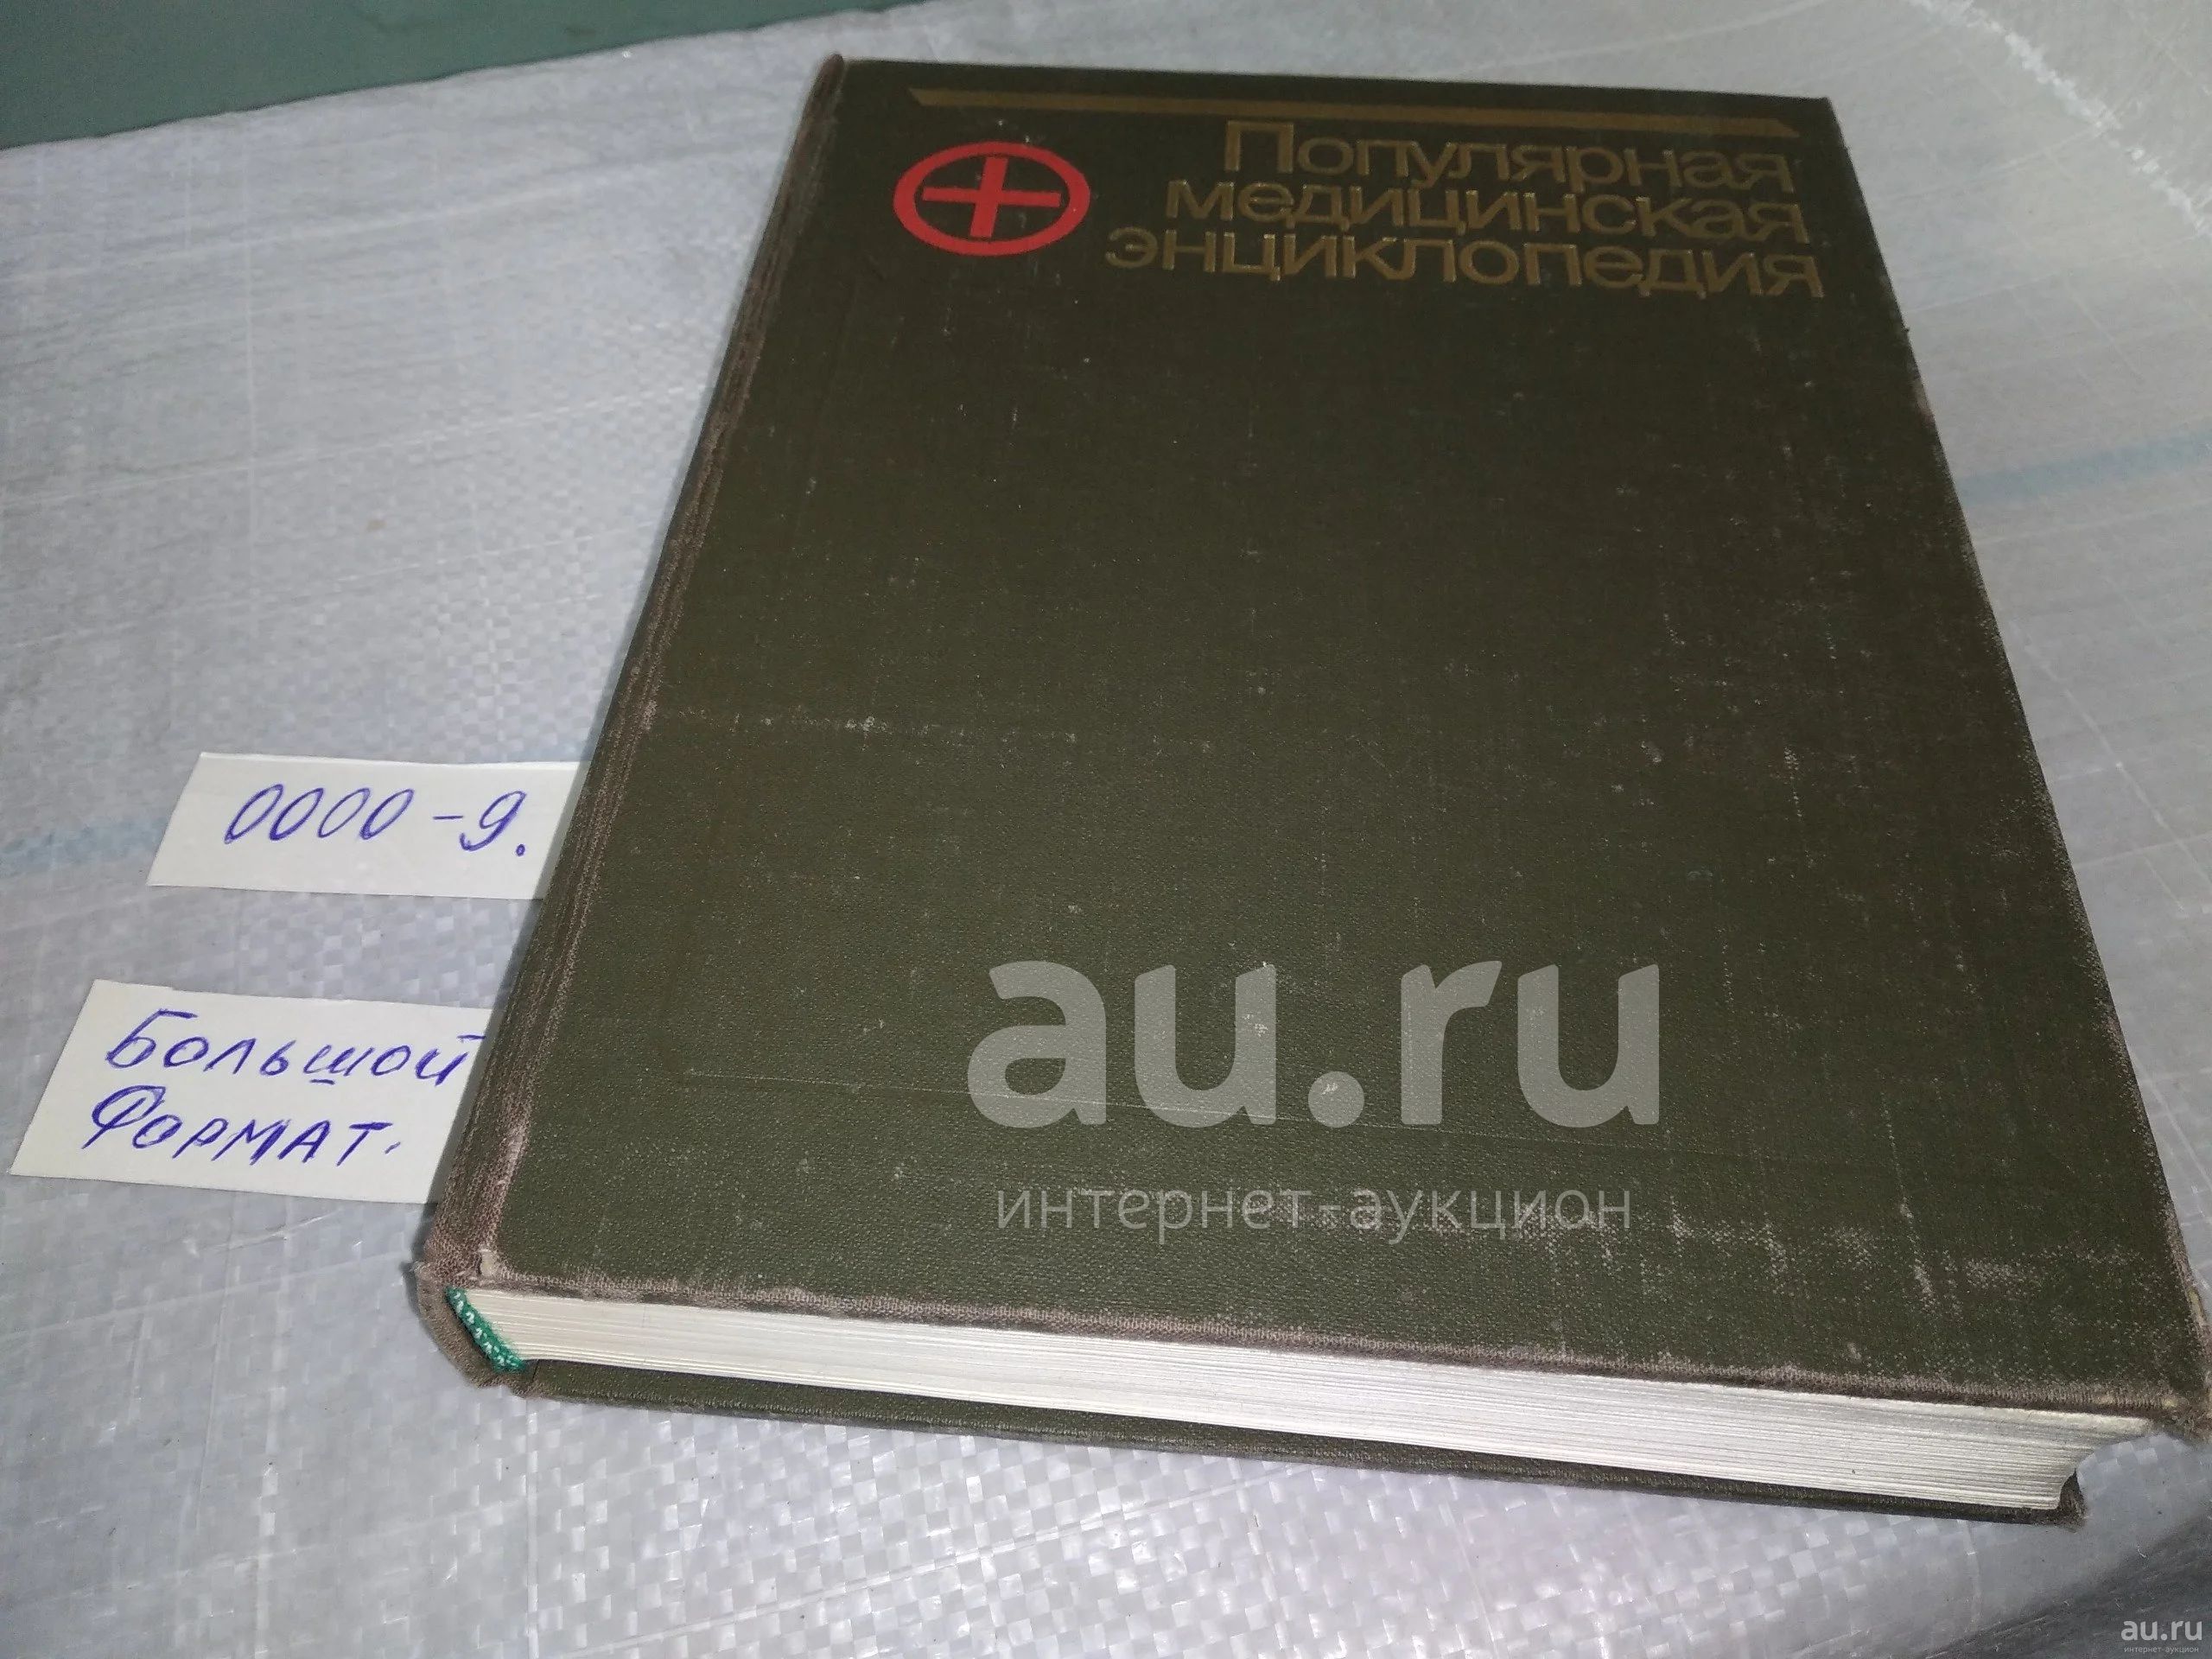 Популярная
медицинская
энциклопедия
0000-9.
Большой
Формат.
au.ru
интернет-аукцион
au.ru
интернет-аукцион